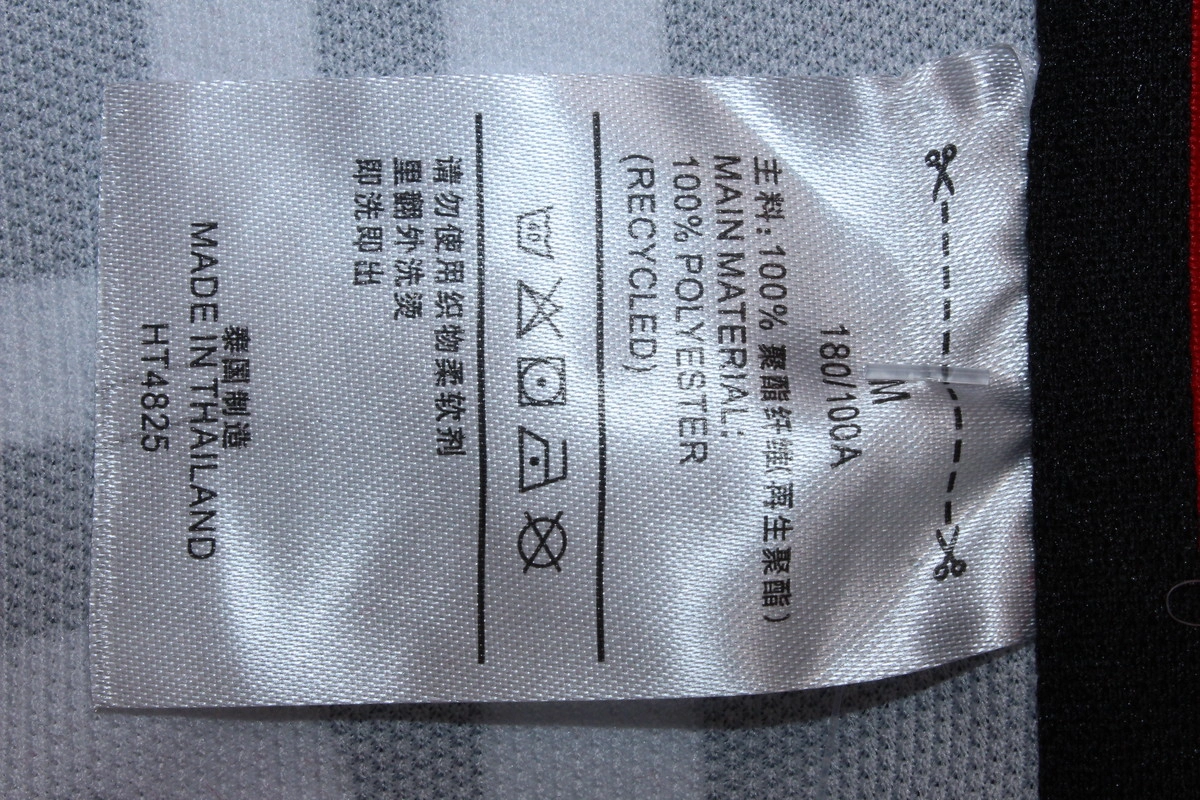 M
180/100A
主料: 100% 聚酯纤维(再生聚酯)
MAIN MATERIAL:
100% POLYESTER
(RECYCLED)
请勿使用织物柔软剂
里翻外洗烫
即洗即出
泰国制造
MADE IN THAILAND
HT4825